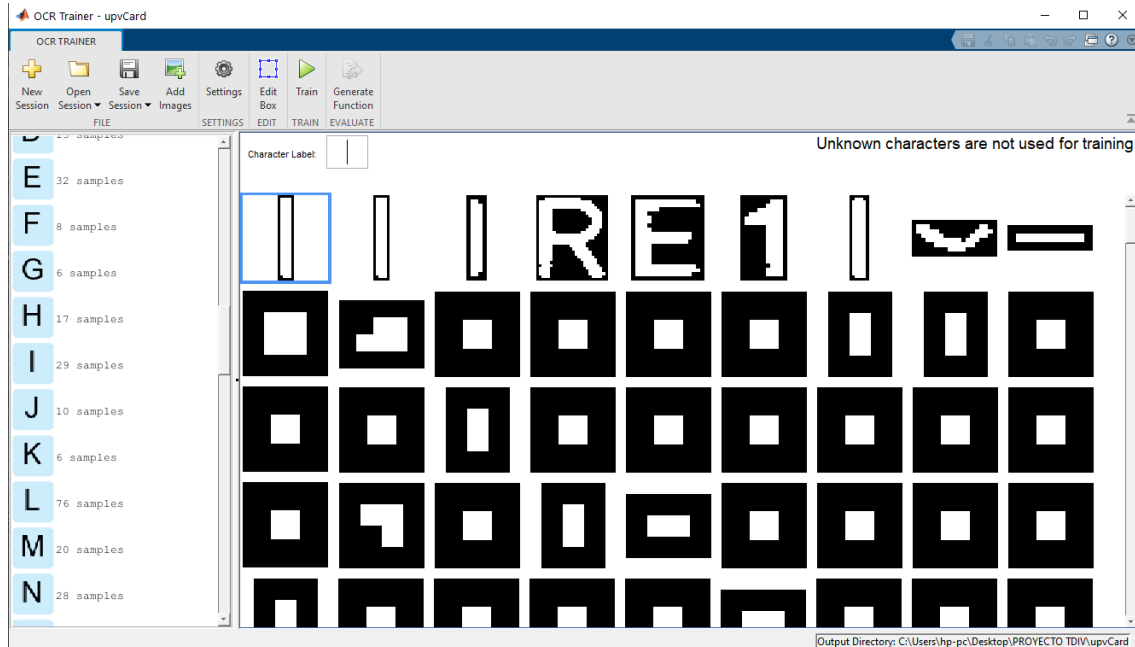 OCR Trainer - upvCard
OCR TRAINER
New Session
Open Session
Save Session
Add Images
Settings
Edit Box
Train
Generate Function
FILE
SETTINGS
EDIT
TRAIN
EVALUATE
E 32 samples
F 8 samples
G 6 samples
H 17 samples
I 29 samples
J 10 samples
K 6 samples
L 76 samples
M 20 samples
N 28 samples
Character Label:
Unknown characters are not used for training
R E 1
Output Directory: C:\Users\hp-pc\Desktop\PROYECTO TDIV\upvCard